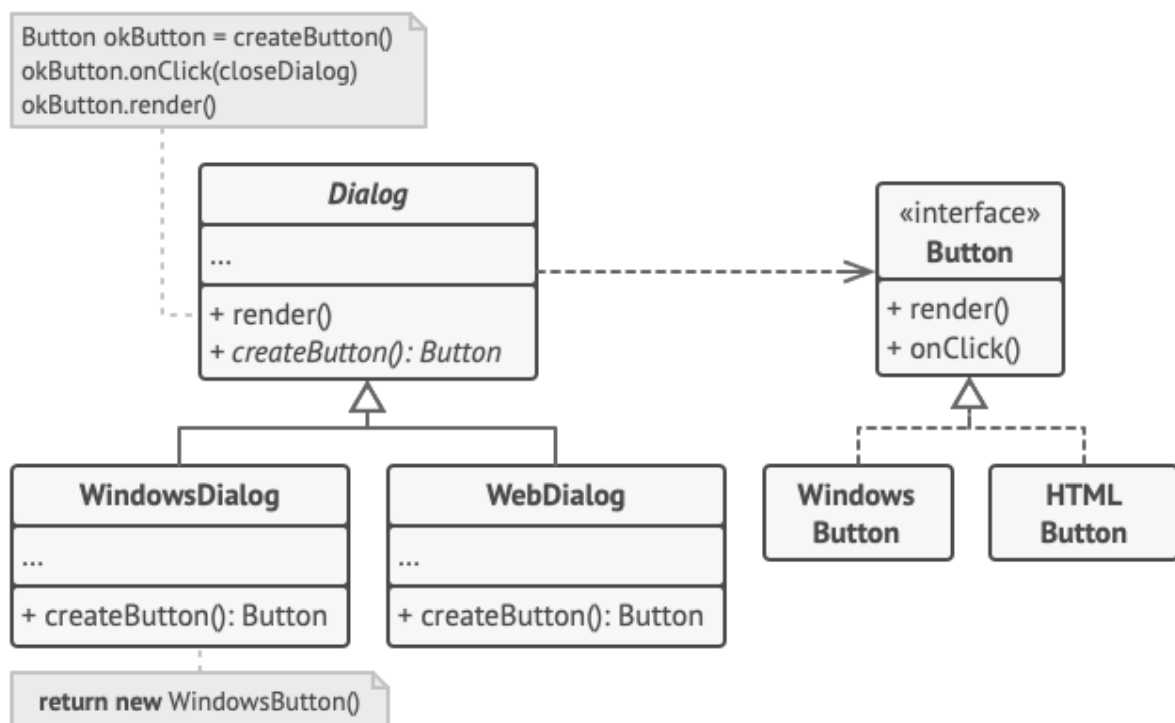 Button okButton = createButton()
okButton.onClick(closeDialog)
okButton.render()
Dialog
...
+ render()
+ createButton(): Button
«interface»
Button
+ render()
+ onClick()
WindowsDialog
...
+ createButton(): Button
WebDialog
...
+ createButton(): Button
Windows
Button
HTML
Button
return new WindowsButton()